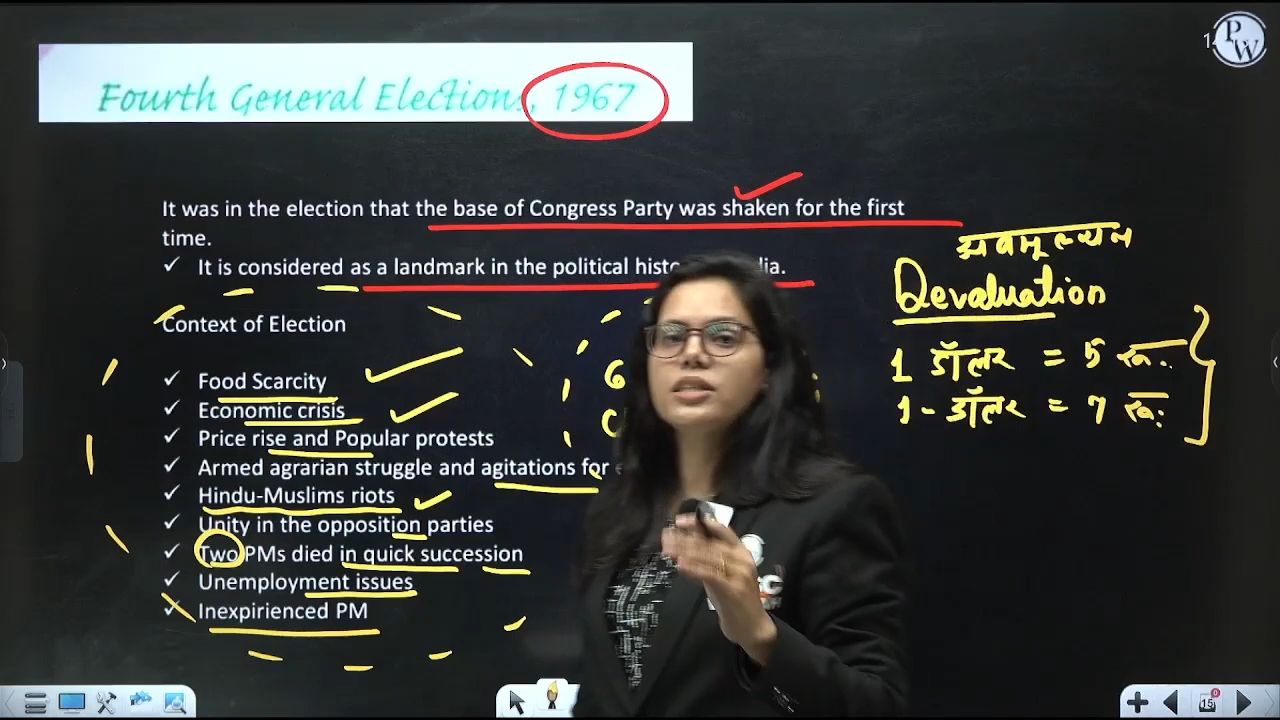 PW
Fourth General Elections, 1967
It was in the election that the base of Congress Party was shaken for the first
time.
✓ It is considered as a landmark in the political
Context of Election
✓ Food Scarcity
✓ Economic crisis
✓ Price rise and Popular protests
✓ Armed agrarian struggle and agitations for
✓ Hindu-Muslims riots
✓ Unity in the opposition parties
✓ Two PMs died in quick succession
✓ Unemployment issues
✓ Inexpirienced PM
अवमूल्यन
Devaluation
1 डॉलर = 5 रू.
1 - डॉलर = 7 रू.
15